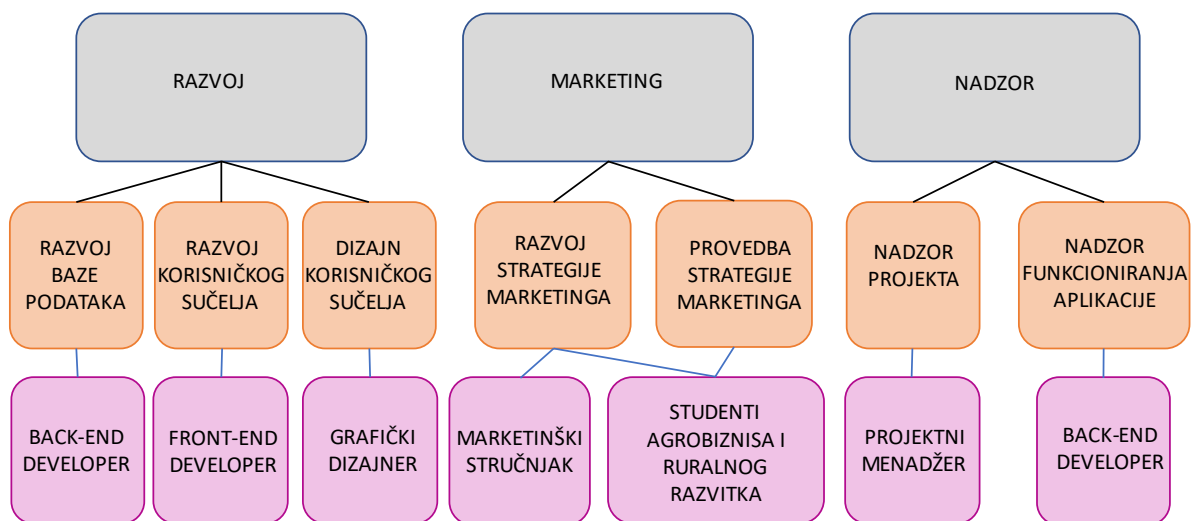 RAZVOJ
MARKETING
NADZOR
RAZVOJ
BAZE
PODATAKA
RAZVOJ
KORISNIČKOG
SUČELJA
DIZAJN
KORISNIČKOG
SUČELJA
RAZVOJ
STRATEGIJE
MARKETINGA
PROVEDBA
STRATEGIJE
MARKETINGA
NADZOR
PROJEKTA
NADZOR
FUNKCIONIRANJA
APLIKACIJE
BACK-END
DEVELOPER
FRONT-END
DEVELOPER
GRAFIČKI
DIZAJNER
MARKETINŠKI
STRUČNJAK
STUDENTI
AGROBIZNISA I
RURALNOG
RAZVITKA
PROJEKTNI
MENADŽER
BACK-END
DEVELOPER